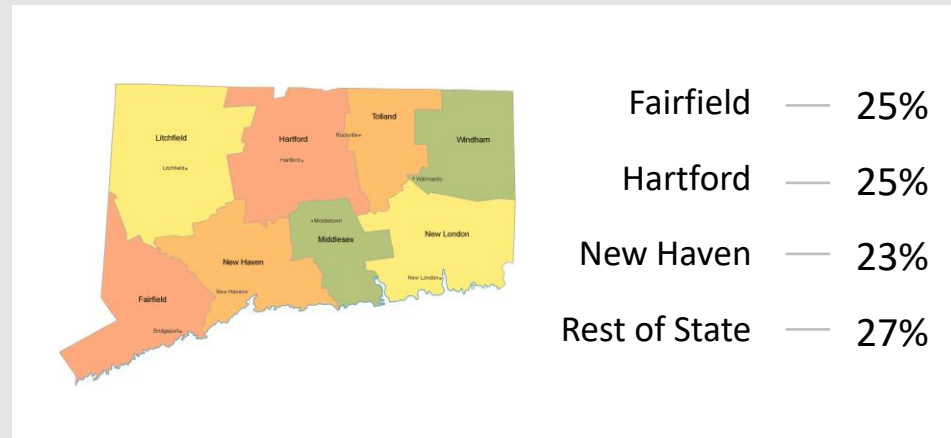 Litchfield
Litchfield
Hartford
Hartford
Tolland
Rockville
Windham
Willimantic
Middletown
Middlesex
New London
New London
New Haven
New Haven
Fairfield
Bridgeport
Fairfield — 25%
Hartford — 25%
New Haven — 23%
Rest of State — 27%